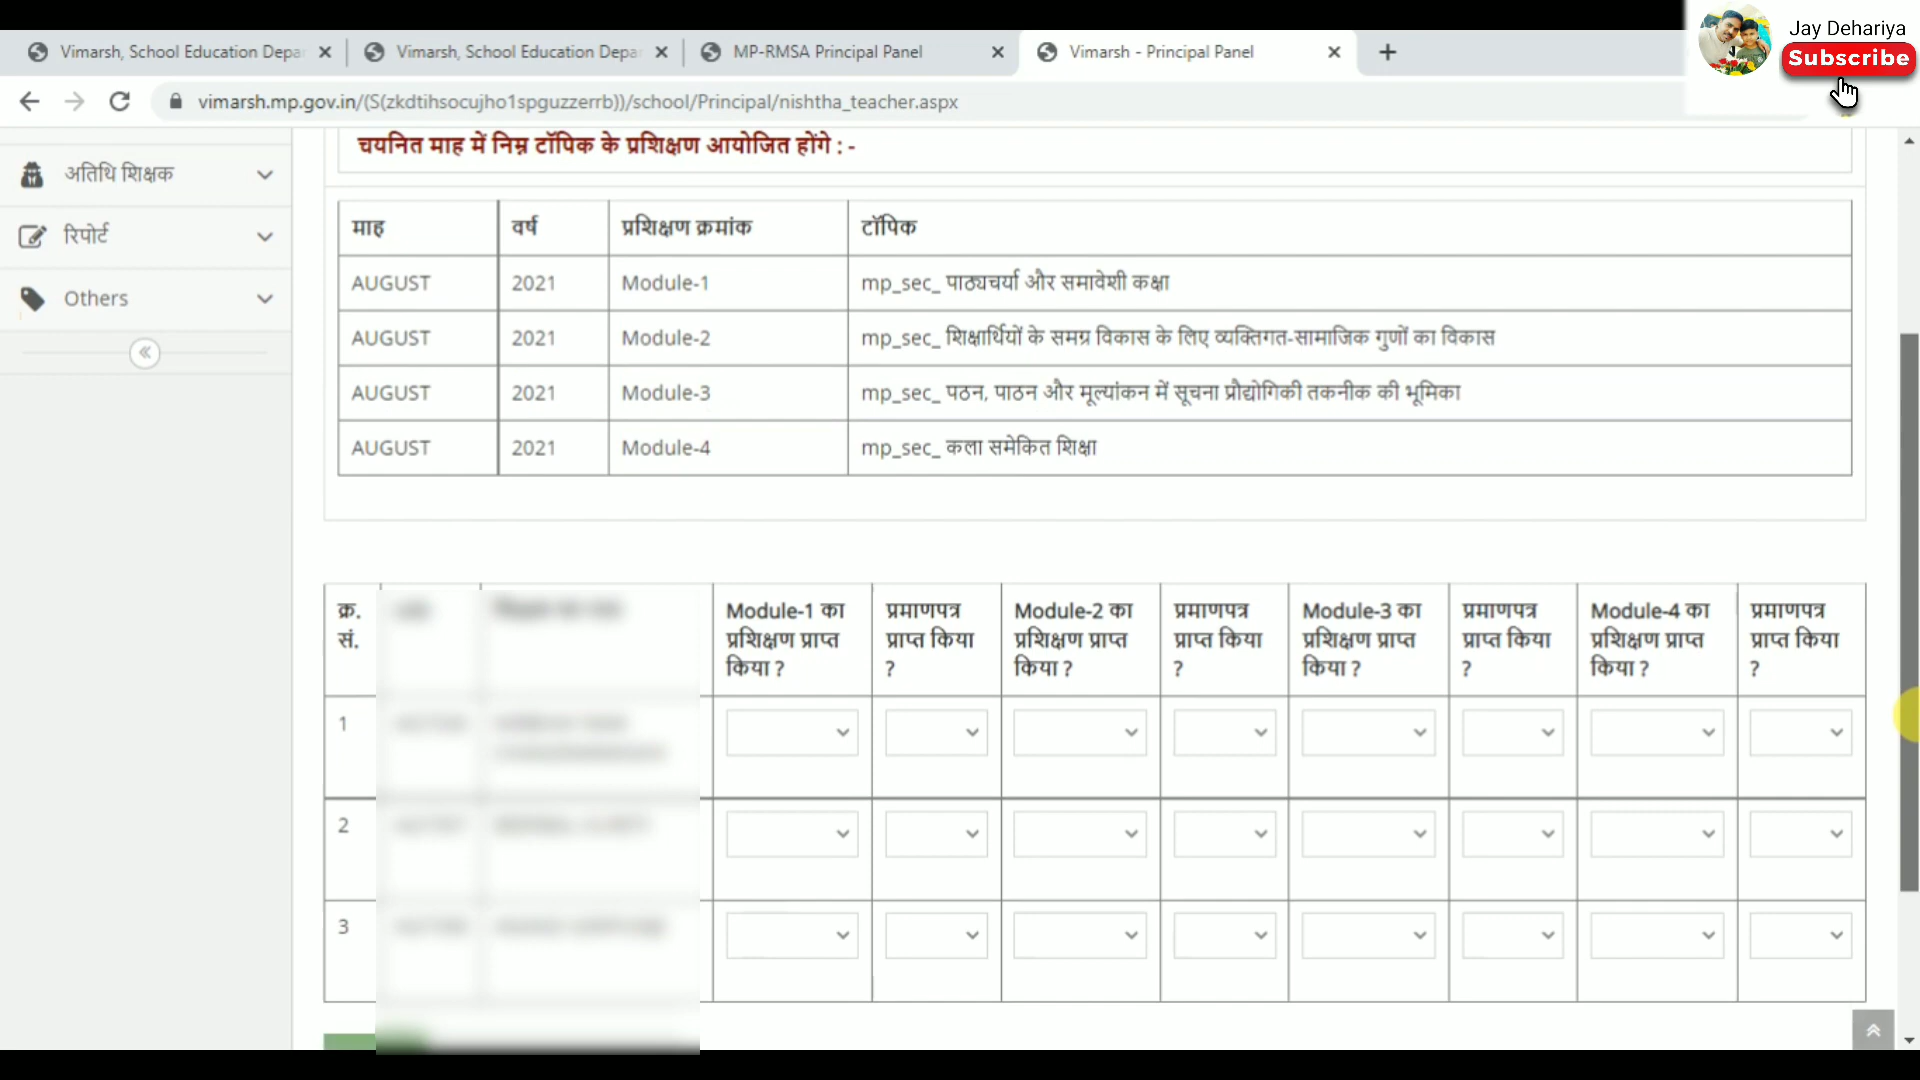 Jay Dehariya
Subscribe
Vimarsh, School Education Depar
Vimarsh, School Education Depar
MP-RMSA Principal Panel
Vimarsh - Principal Panel
vimarsh.mp.gov.in/(S(zkdtihsocujho1spguzzerrb))/school/Principal/nishtha_teacher.aspx
अतिथि शिक्षक
रिपोर्ट
Others
चयनित माह में निम्न टॉपिक के प्रशिक्षण आयोजित होंगे : -
माह वर्ष प्रशिक्षण क्रमांक टॉपिक
AUGUST 2021 Module-1 mp_sec_ पाठ्यचर्या और समावेशी कक्षा
AUGUST 2021 Module-2 mp_sec_ शिक्षार्थियों के समग्र विकास के लिए व्यक्तिगत-सामाजिक गुणों का विकास
AUGUST 2021 Module-3 mp_sec_ पठन, पाठन और मूल्यांकन में सूचना प्रौद्योगिकी तकनीक की भूमिका
AUGUST 2021 Module-4 mp_sec_ कला समेकित शिक्षा
क्र. Module-1 का प्रमाणपत्र Module-2 का प्रमाणपत्र Module-3 का प्रमाणपत्र Module-4 का प्रमाणपत्र
सं. प्रशिक्षण प्राप्त प्राप्त किया प्रशिक्षण प्राप्त प्राप्त किया प्रशिक्षण प्राप्त प्राप्त किया प्रशिक्षण प्राप्त प्राप्त किया
किया ? ? किया ? ? किया ? ? किया ? ?
1
2
3